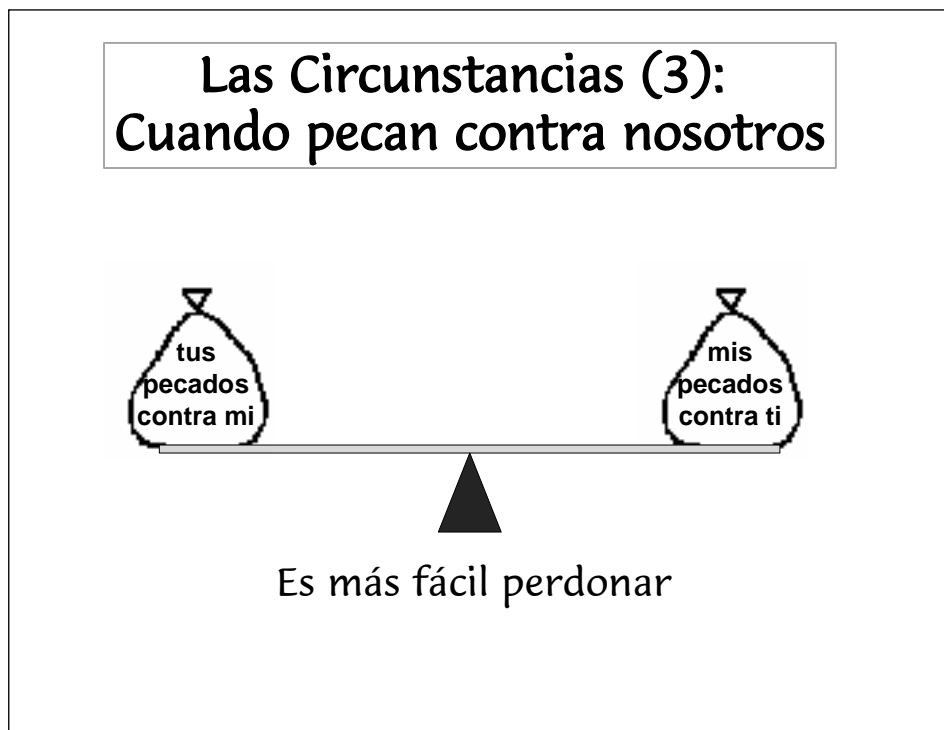 Las Circunstancias (3):
Cuando pecan contra nosotros
tus
pecados
contra mi
mis
pecados
contra ti
Es más fácil perdonar